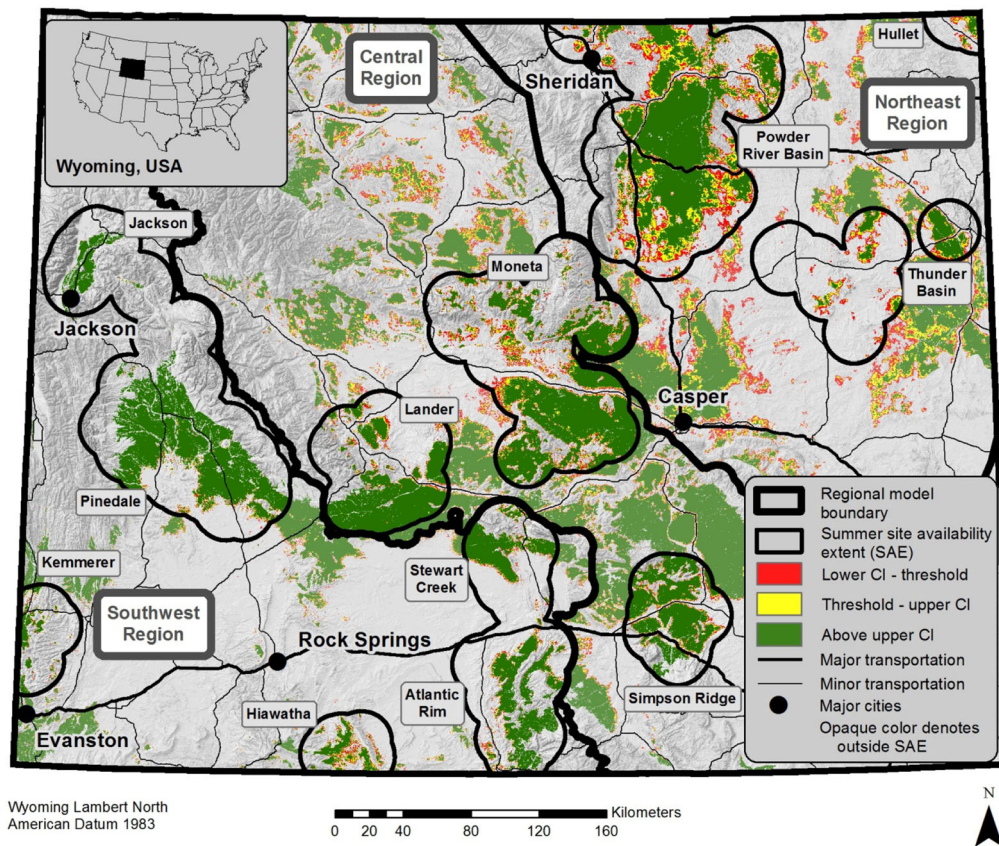 Wyoming, USA
Central
Region
Sheridan
Hullet
Northeast
Region
Powder
River Basin
Jackson
Moneta
Thunder
Basin
Jackson
Lander
Casper
Pinedale
Kemmerer
Stewart
Creek
Southwest
Region
Rock Springs
Hiawatha
Atlantic
Rim
Simpson Ridge
Evanston
Regional model
boundary
Summer site availability
extent (SAE)
Lower CI - threshold
Threshold - upper CI
Above upper CI
Major transportation
Minor transportation
Major cities
Opaque color denotes
outside SAE
Wyoming Lambert North
American Datum 1983
Kilometers
0 20 40 80 120 160
N